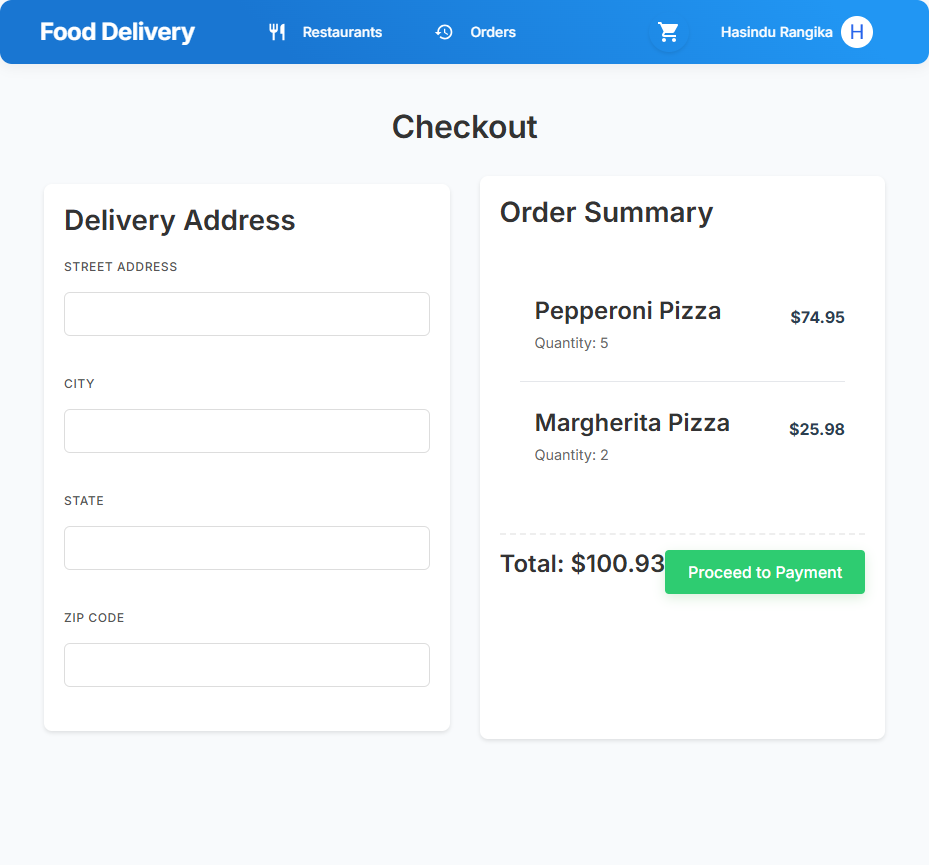 Food Delivery
Restaurants
Orders
Hasindu Rangika
H
Checkout
Delivery Address
STREET ADDRESS
CITY
STATE
ZIP CODE
Order Summary
Pepperoni Pizza
$74.95
Quantity: 5
Margherita Pizza
$25.98
Quantity: 2
Total: $100.93
Proceed to Payment